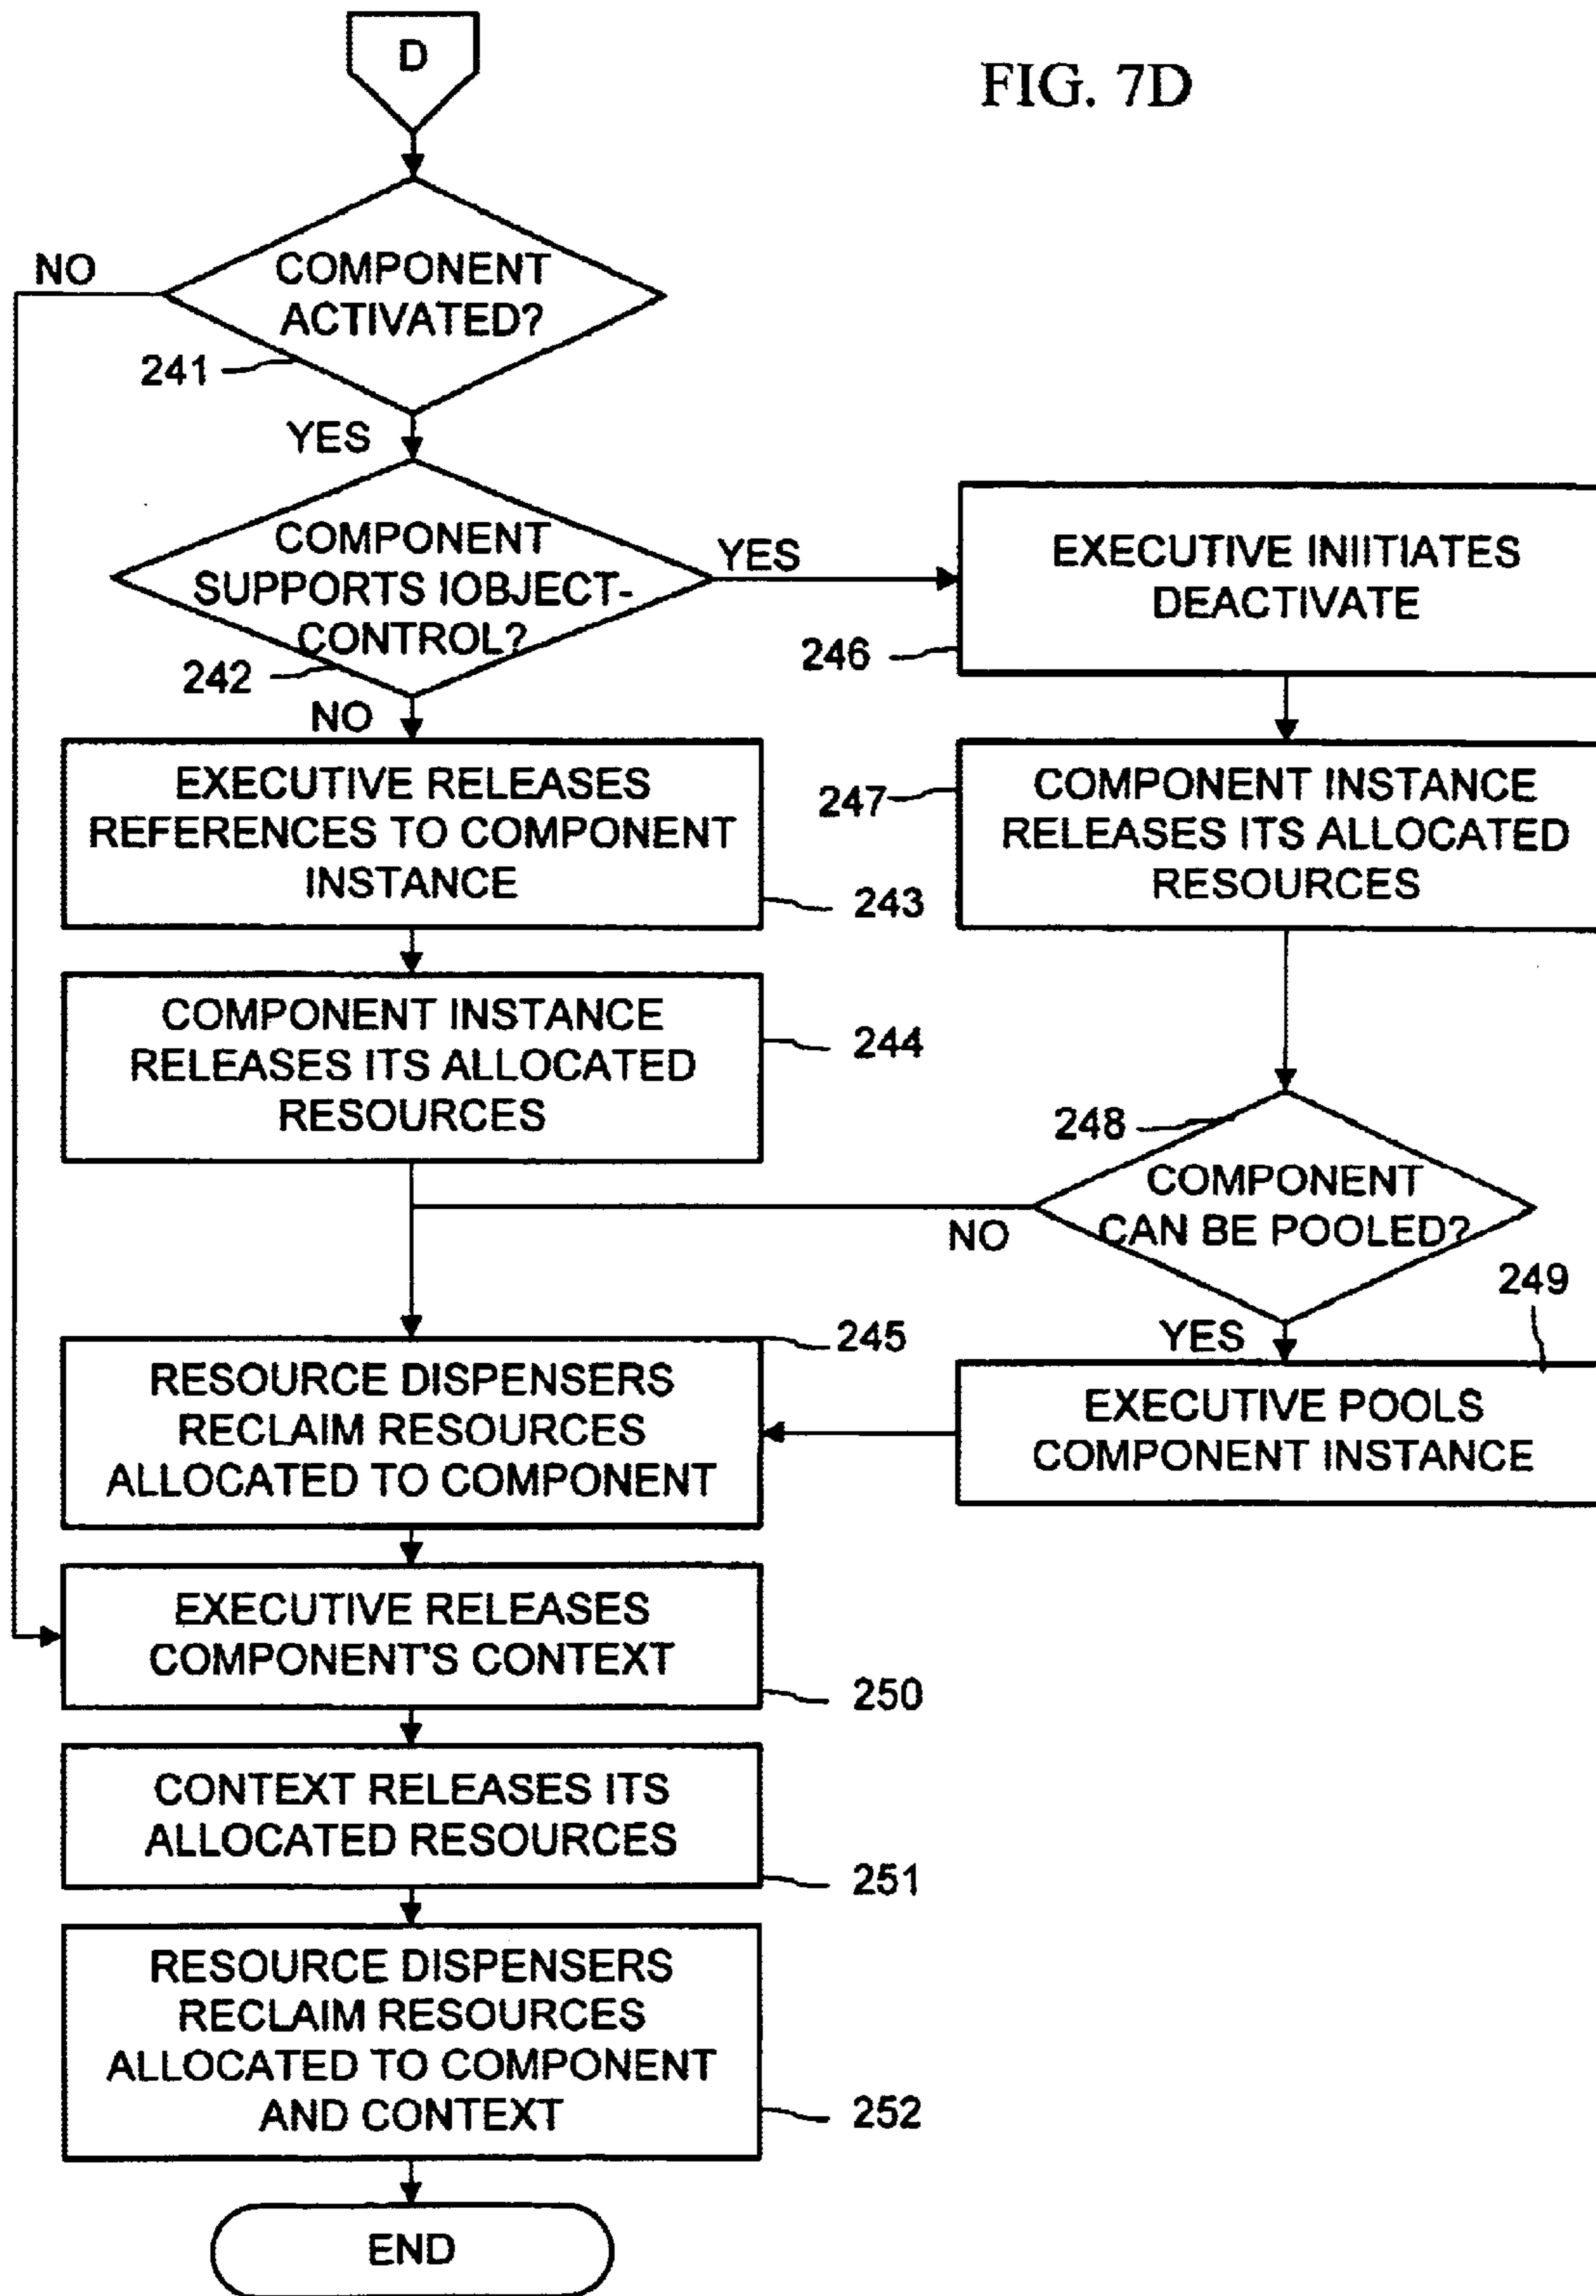 D
FIG. 7D
NO
COMPONENT
ACTIVATED?
241
YES
COMPONENT
SUPPORTS IOBJECT-
CONTROL?
242
YES
EXECUTIVE INIITIATES
DEACTIVATE
246
NO
EXECUTIVE RELEASES
REFERENCES TO COMPONENT
INSTANCE
243
247
COMPONENT INSTANCE
RELEASES ITS ALLOCATED
RESOURCES
COMPONENT INSTANCE
RELEASES ITS ALLOCATED
RESOURCES
244
248
COMPONENT
CAN BE POOLED?
NO
YES
249
245
RESOURCE DISPENSERS
RECLAIM RESOURCES
ALLOCATED TO COMPONENT
EXECUTIVE POOLS
COMPONENT INSTANCE
EXECUTIVE RELEASES
COMPONENT'S CONTEXT
250
CONTEXT RELEASES ITS
ALLOCATED RESOURCES
251
RESOURCE DISPENSERS
RECLAIM RESOURCES
ALLOCATED TO COMPONENT
AND CONTEXT
252
END